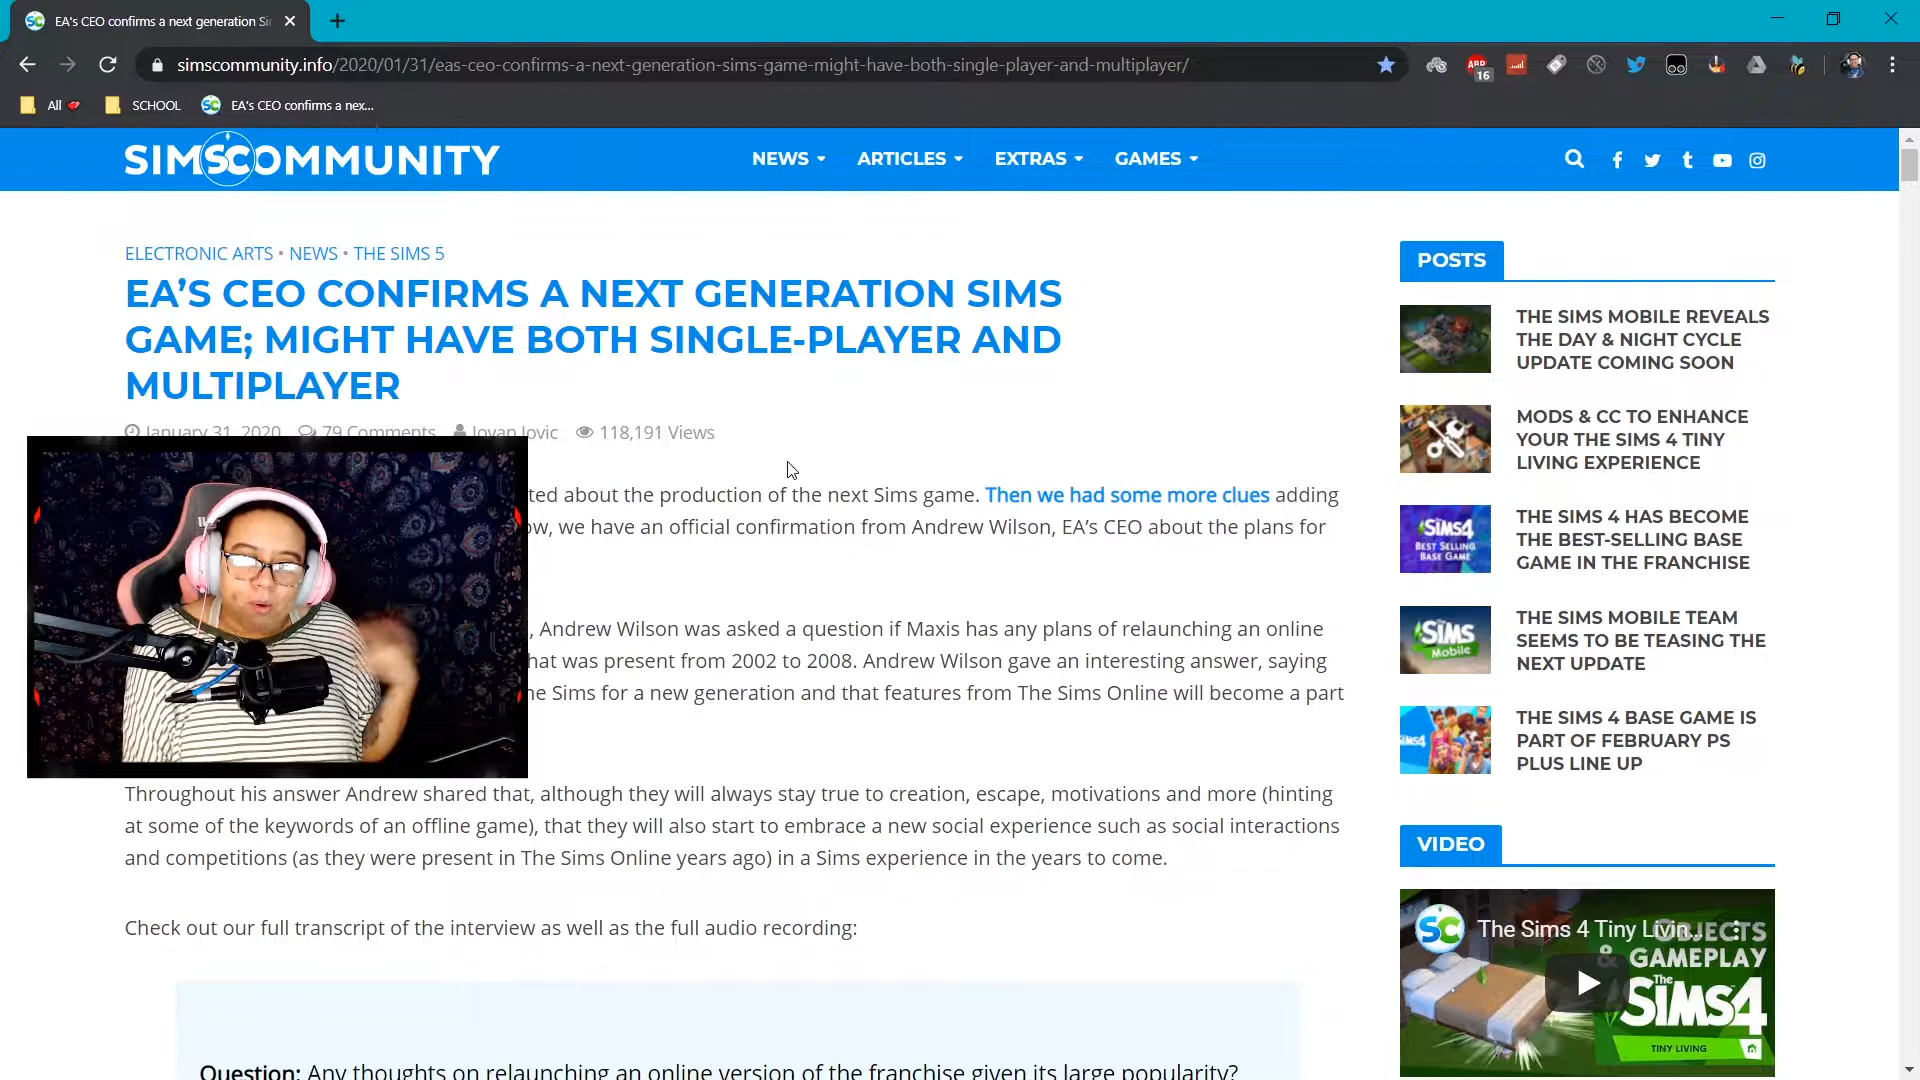 EA's CEO confirms a next generation Si
simscommunity.info/2020/01/31/eas-ceo-confirms-a-next-generation-sims-game-might-have-both-single-player-and-multiplayer/
ABP
16
All
SCHOOL
EA's CEO confirms a nex...
SIMSCOMMUNITY
NEWS
ARTICLES
EXTRAS
GAMES
ELECTRONIC ARTS • NEWS • THE SIMS 5
EA’S CEO CONFIRMS A NEXT GENERATION SIMS
GAME; MIGHT HAVE BOTH SINGLE-PLAYER AND
MULTIPLAYER
January 31, 2020 79 Comments Jovan Jovic 118,191 Views
ted about the production of the next Sims game. Then we had some more clues adding
ow, we have an official confirmation from Andrew Wilson, EA’s CEO about the plans for
, Andrew Wilson was asked a question if Maxis has any plans of relaunching an online
hat was present from 2002 to 2008. Andrew Wilson gave an interesting answer, saying
he Sims for a new generation and that features from The Sims Online will become a part
Throughout his answer Andrew shared that, although they will always stay true to creation, escape, motivations and more (hinting
at some of the keywords of an offline game), that they will also start to embrace a new social experience such as social interactions
and competitions (as they were present in The Sims Online years ago) in a Sims experience in the years to come.
Check out our full transcript of the interview as well as the full audio recording:
Question: Any thoughts on relaunching an online version of the franchise given its large popularity?
POSTS
THE SIMS MOBILE REVEALS
THE DAY & NIGHT CYCLE
UPDATE COMING SOON
MODS & CC TO ENHANCE
YOUR THE SIMS 4 TINY
LIVING EXPERIENCE
SIMS4
BEST SELLING
BASE GAME
THE SIMS 4 HAS BECOME
THE BEST-SELLING BASE
GAME IN THE FRANCHISE
SIMS
Mobile
THE SIMS MOBILE TEAM
SEEMS TO BE TEASING THE
NEXT UPDATE
SIMS4
THE SIMS 4 BASE GAME IS
PART OF FEBRUARY PS
PLUS LINE UP
VIDEO
SC
The Sims 4 Tiny Livin...
OBJECTS
& GAMEPLAY
The
SIMS4
TINY LIVING